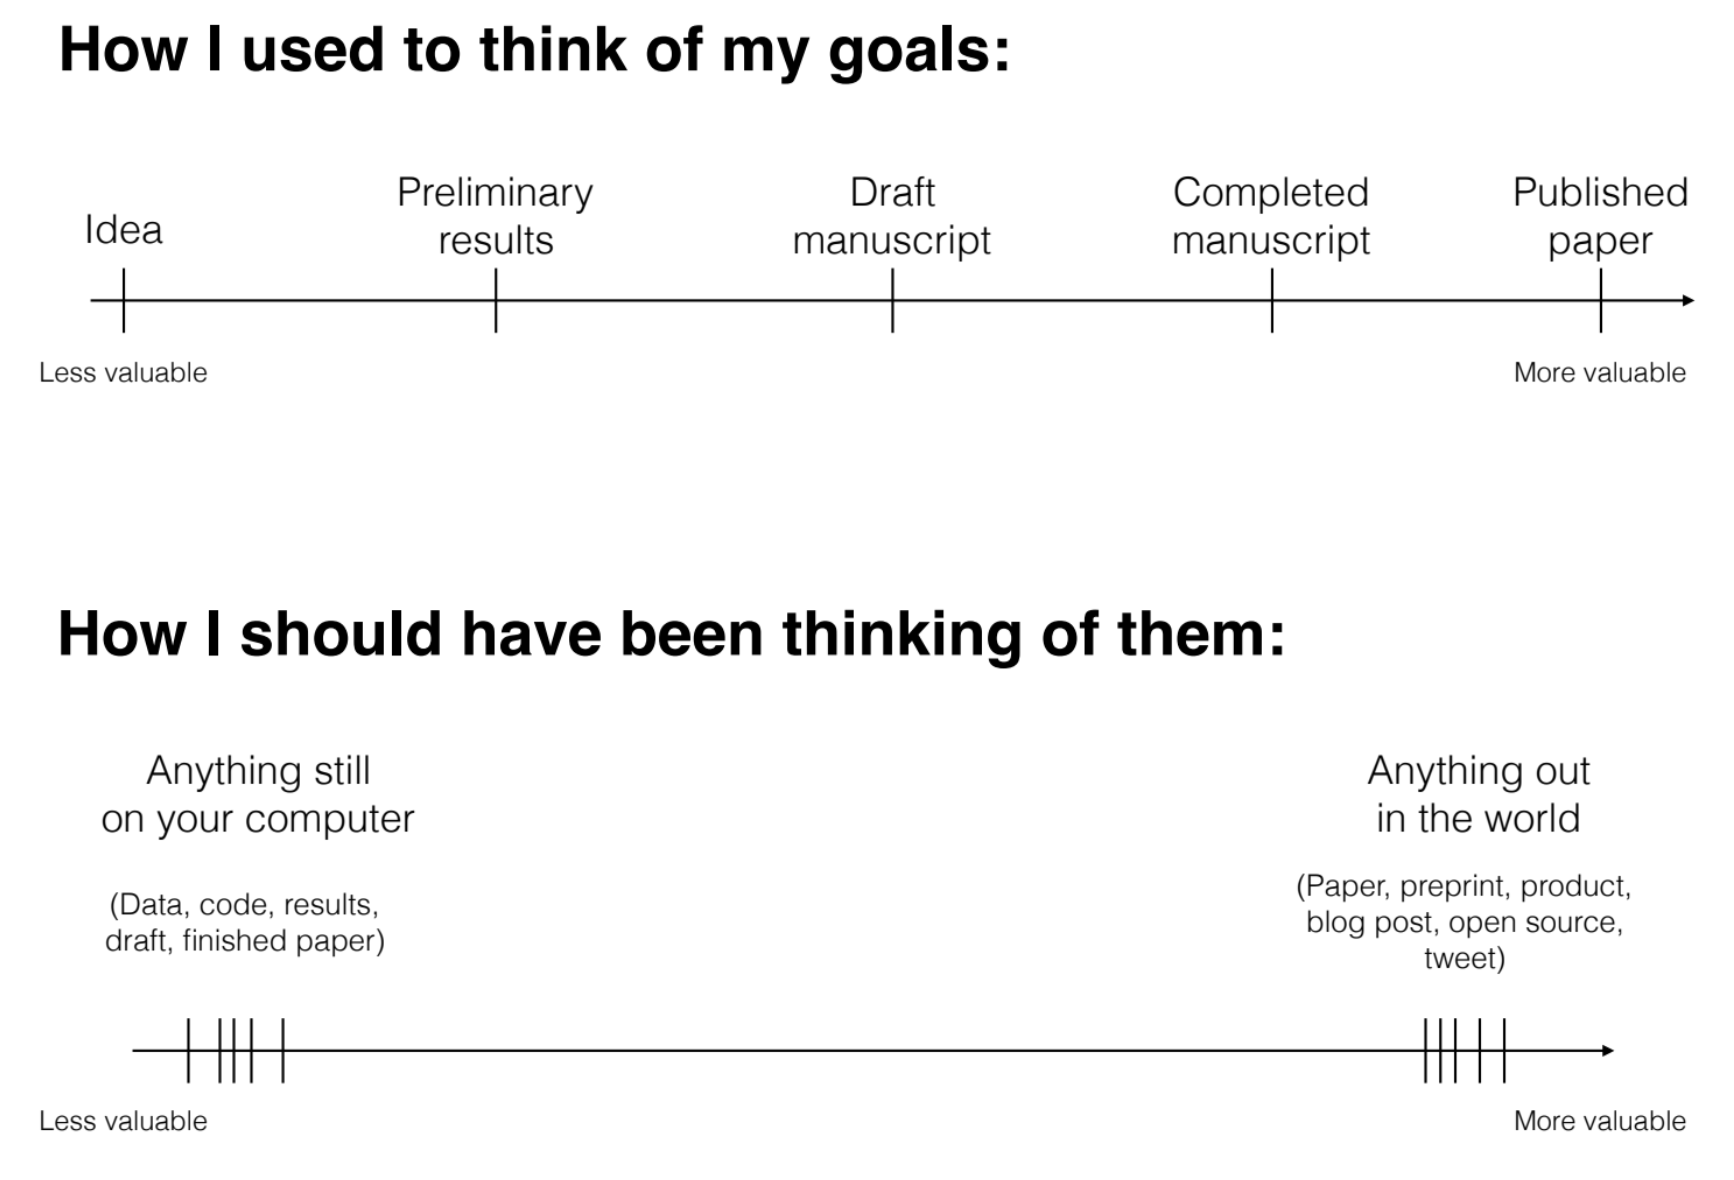 How I used to think of my goals:
Idea
Preliminary
results
Draft
manuscript
Completed
manuscript
Published
paper
Less valuable
More valuable
How I should have been thinking of them:
Anything still
on your computer
(Data, code, results,
draft, finished paper)
Anything out
in the world
(Paper, preprint, product,
blog post, open source,
tweet)
Less valuable
More valuable